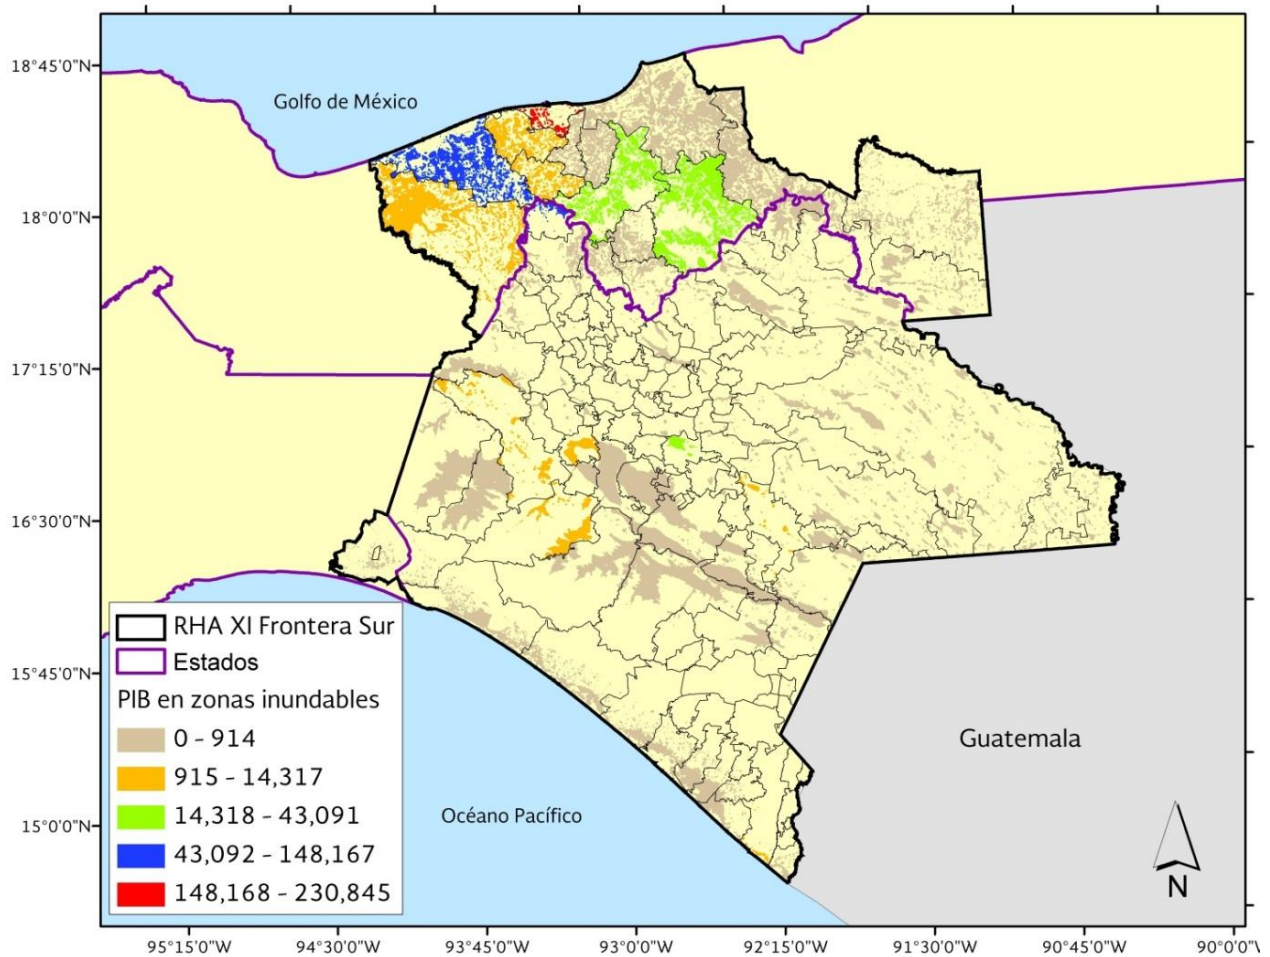 18°45'0"N
Golfo de México
18°0'0"N
17°15'0"N
16°30'0"N
15°45'0"N
15°0'0"N
RHA XI Frontera Sur
Estados
PIB en zonas inundables
0 - 914
915 - 14,317
14,318 - 43,091
43,092 - 148,167
148,168 - 230,845
Guatemala
Océano Pacífico
N
95°15'0"W 94°30'0"W 93°45'0"W 93°0'0"W 92°15'0"W 91°30'0"W 90°45'0"W 90°0'0"W